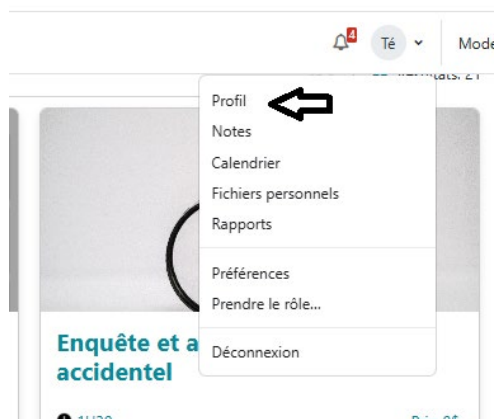 4
Té
Mode
Profil
Notes
Calendrier
Fichiers personnels
Rapports
Préférences
Prendre le rôle...
Déconnexion
Enquête et a
accidentel